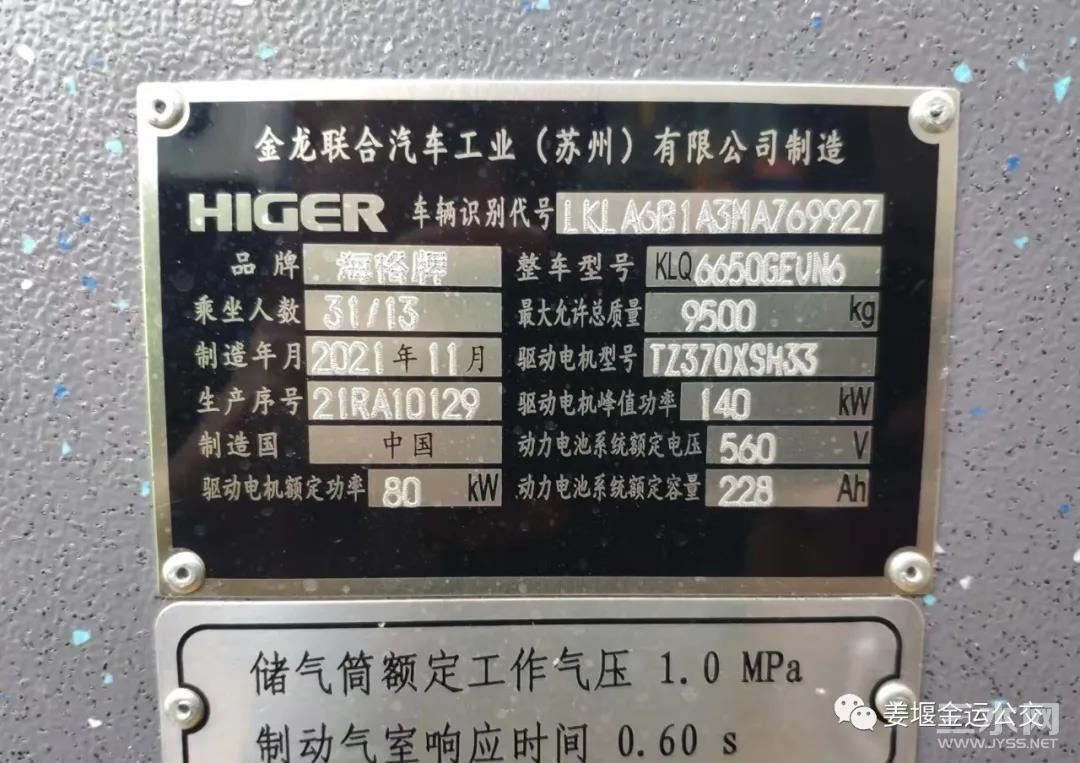 金龙联合汽车工业（苏州）有限公司制造
HIGER 车辆识别代号 LKLA6B1A3MA769927
品牌 海格牌 整车型号 KLQ6650GEVN6
乘坐人数 31/13 最大允许总质量 9500 kg
制造年月 2021年11月 驱动电机型号 TZ370XSH33
生产序号 21RA10129 驱动电机峰值功率 140 kW
制造国 中国 动力电池系统额定电压 560 V
驱动电机额定功率 80 kW 动力电池系统额定容量 228 Ah
储气筒额定工作气压 1.0 MPa
制动气室响应时间 0.60 s
姜堰金运公交
WWW.JYSS.NET